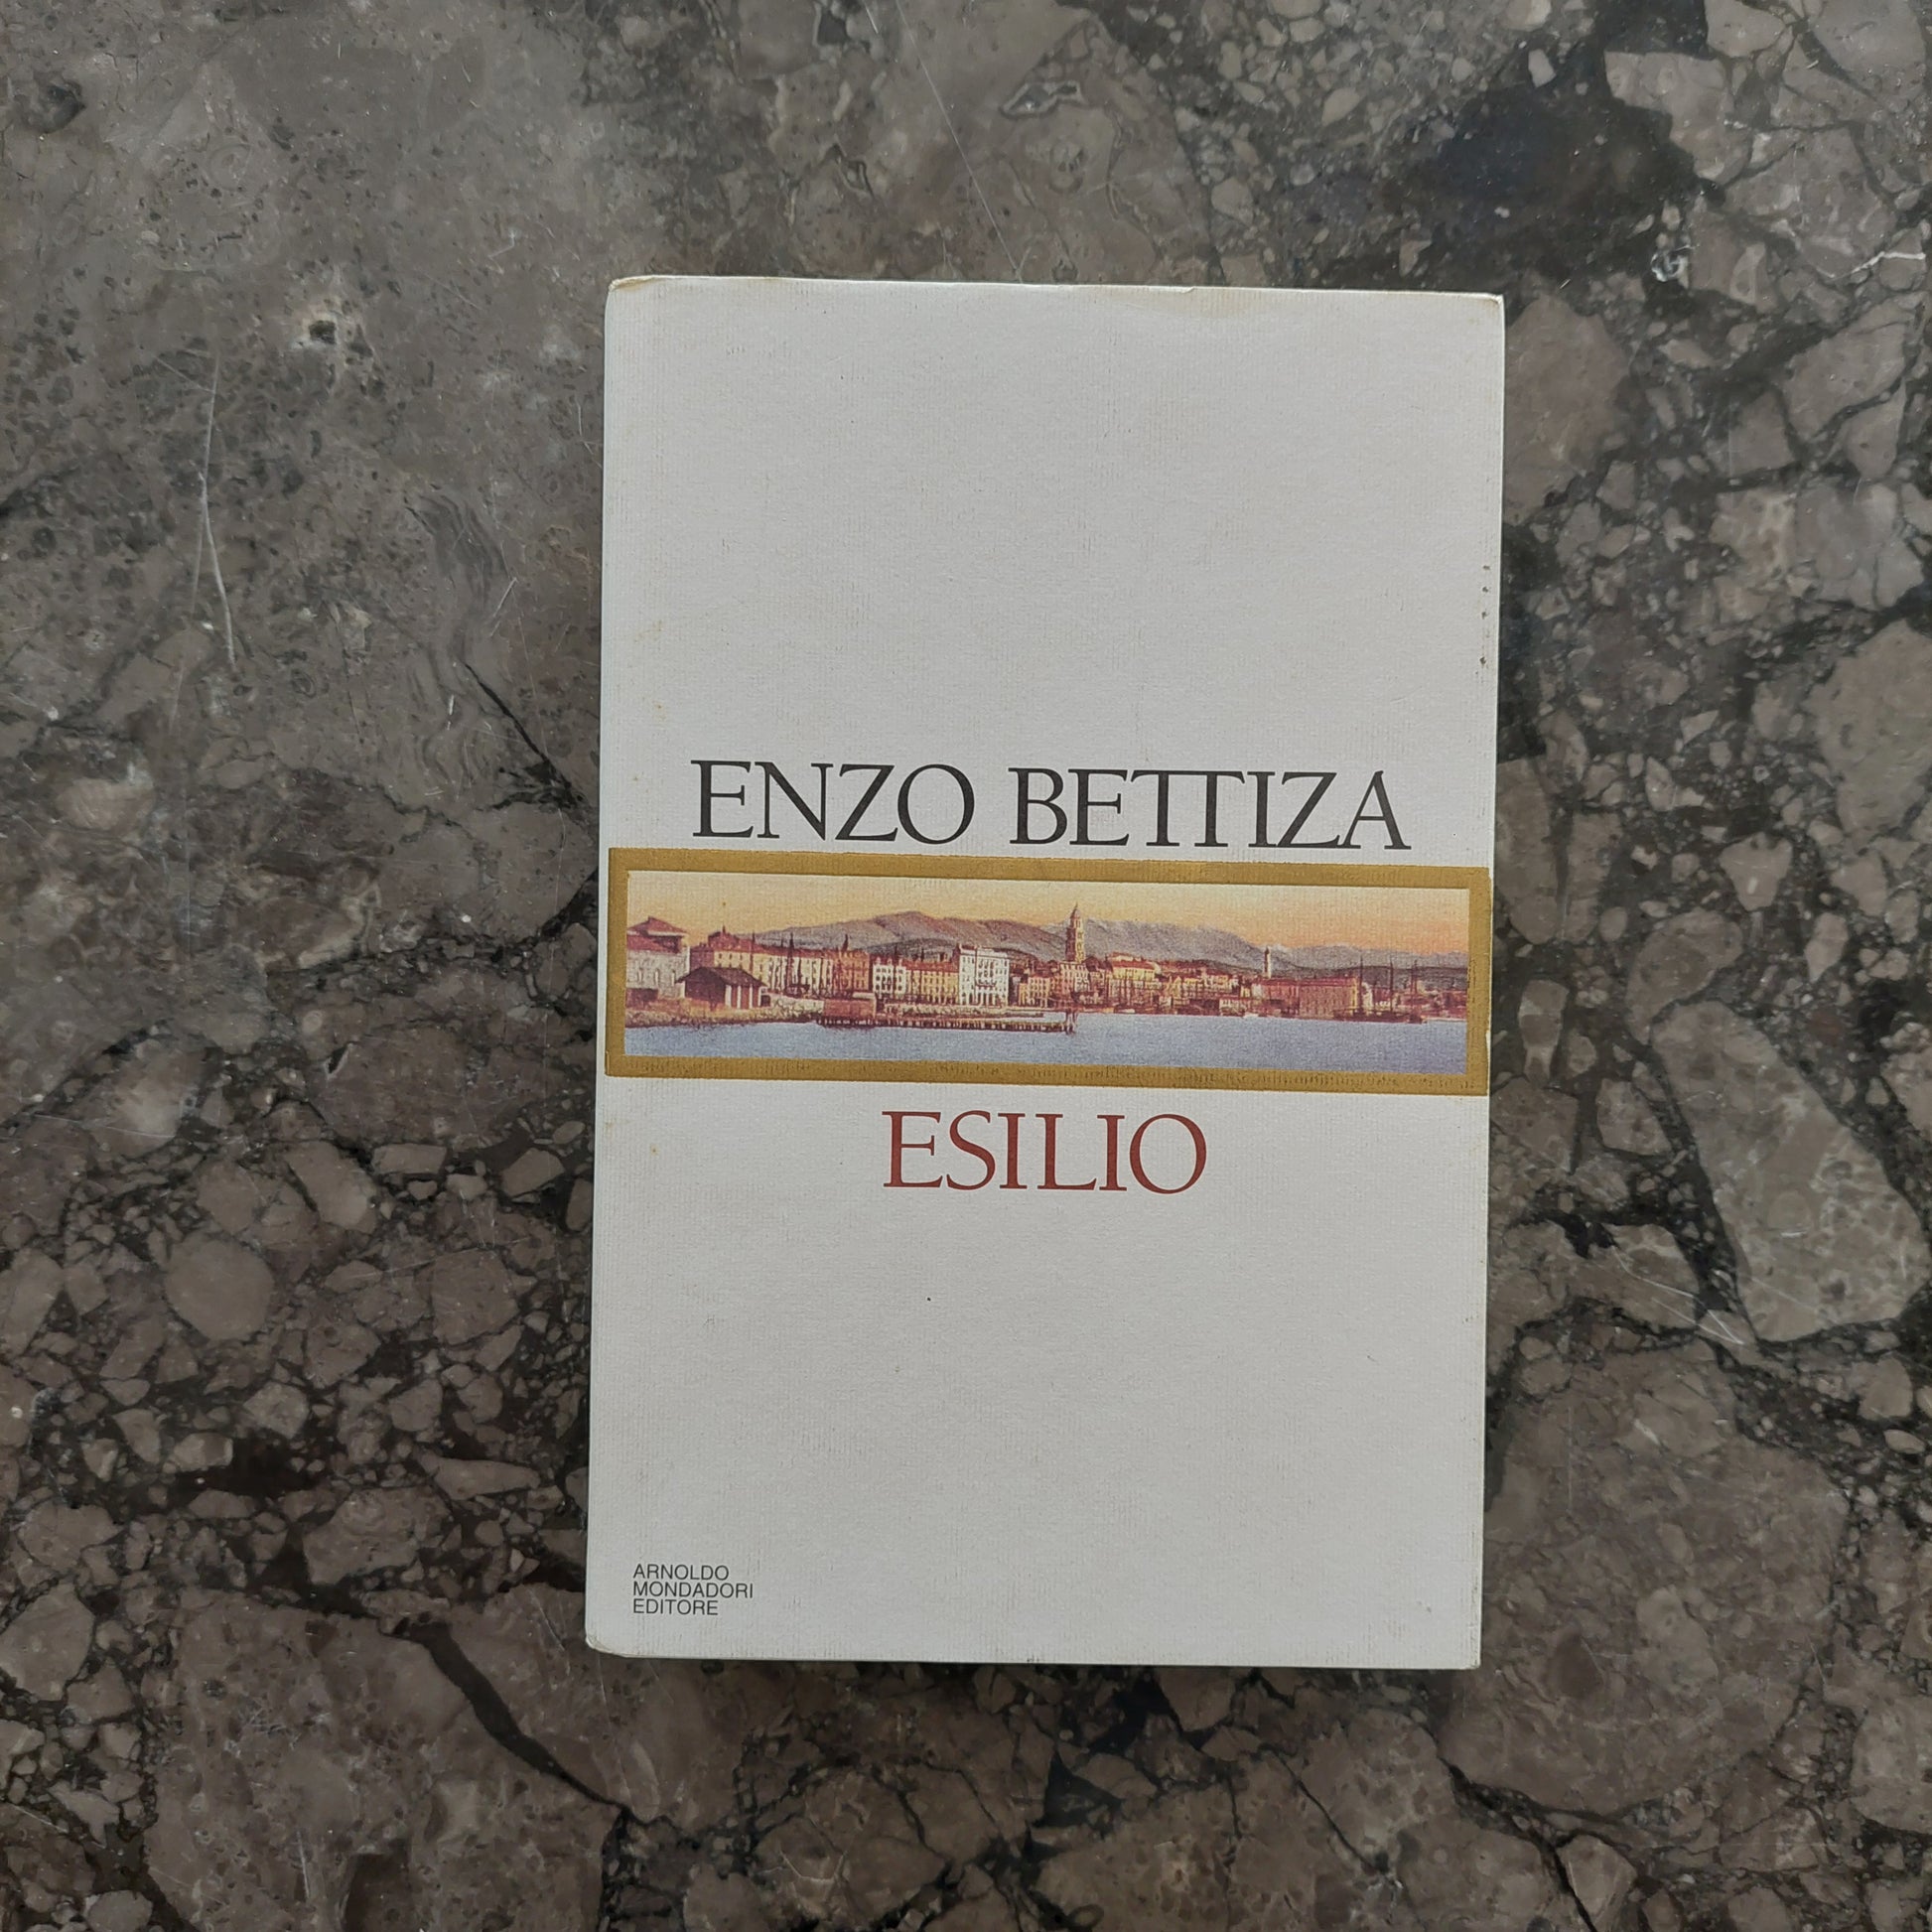 ENZO BETTIZA
ESILIO
ARNOLDO
MONDADORI
EDITORE